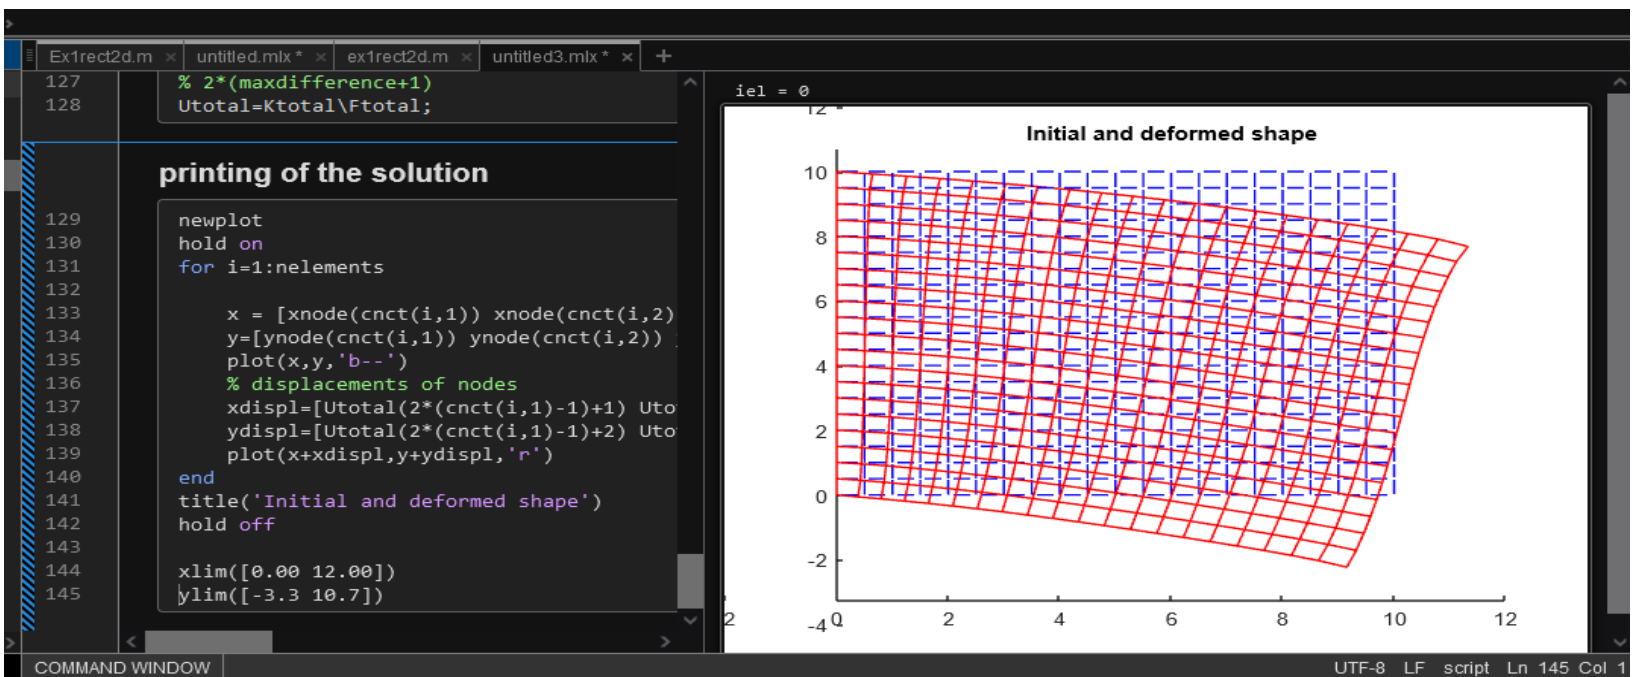 Ex1rect2d.m × untitled.mlx * × ex1rect2d.m × untitled3.mlx * × +
127 % 2*(maxdifference+1)
128 Utotal=Ktotal\Ftotal;
printing of the solution
129 newplot
130 hold on
131 for i=1:nelements
132
133 x = [xnode(cnct(i,1)) xnode(cnct(i,2)
134 y=[ynode(cnct(i,1)) ynode(cnct(i,2))
135 plot(x,y,'b--')
136 % displacements of nodes
137 xdispl=[Utotal(2*(cnct(i,1)-1)+1) Uto
138 ydispl=[Utotal(2*(cnct(i,1)-1)+2) Uto
139 plot(x+xdispl,y+ydispl,'r')
140 end
141 title('Initial and deformed shape')
142 hold off
143
144 xlim([0.00 12.00])
145 ylim([-3.3 10.7])
iel = 0
12
Initial and deformed shape
10
8
6
4
2
0
-2
-4
2 0 2 4 6 8 10 12
COMMAND WINDOW
UTF-8 LF script Ln 145 Col 1